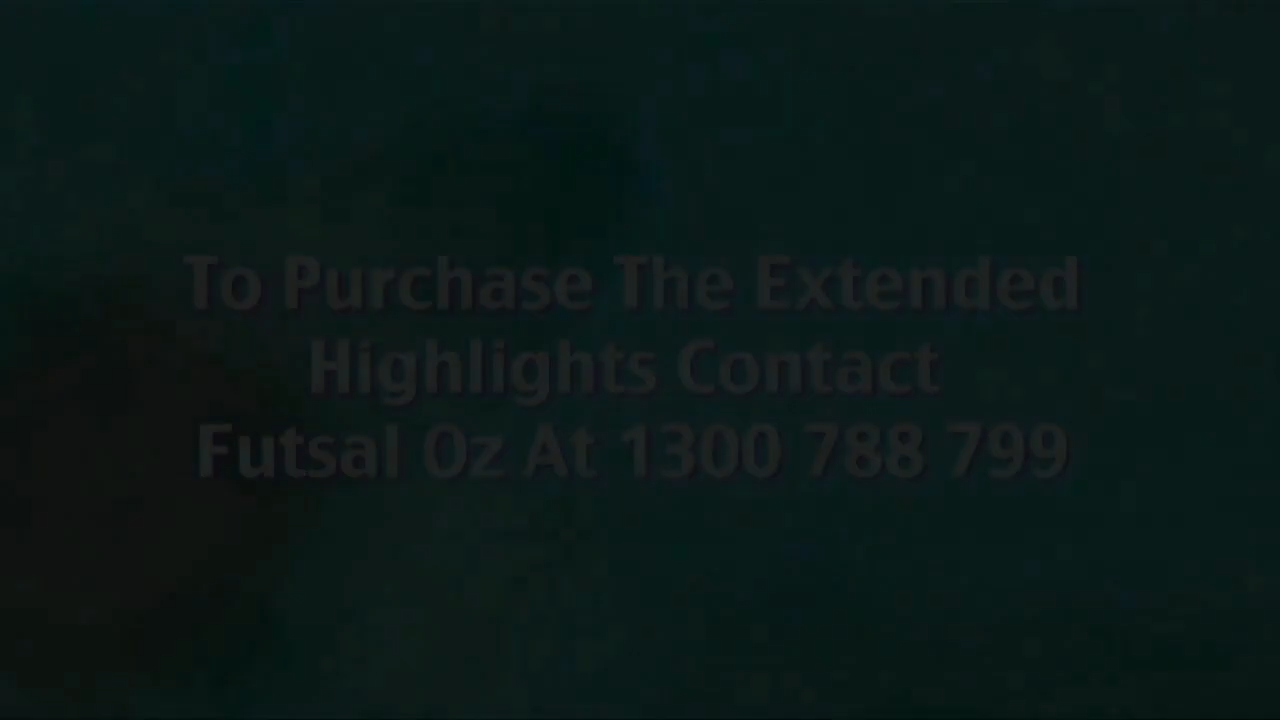 To Purchase The Extended
Highlights Contact
Futsal Oz At 1300 788 799